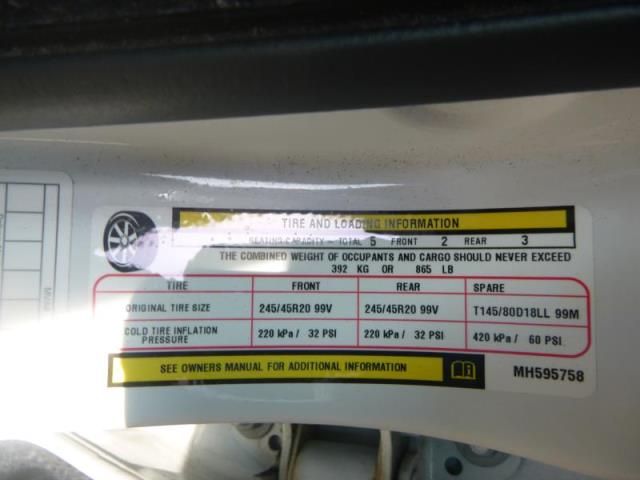 TIRE AND LOADING INFORMATION
SEATING CAPACITY - TOTAL 5 FRONT 2 REAR 3
THE COMBINED WEIGHT OF OCCUPANTS AND CARGO SHOULD NEVER EXCEED
392 KG OR 865 LB
TIRE FRONT REAR SPARE
ORIGINAL TIRE SIZE 245/45R20 99V 245/45R20 99V T145/80D18LL 99M
COLD TIRE INFLATION
PRESSURE 220 kPa / 32 PSI 220 kPa / 32 PSI 420 kPa / 60 PSI
SEE OWNERS MANUAL FOR ADDITIONAL INFORMATION
MH595758